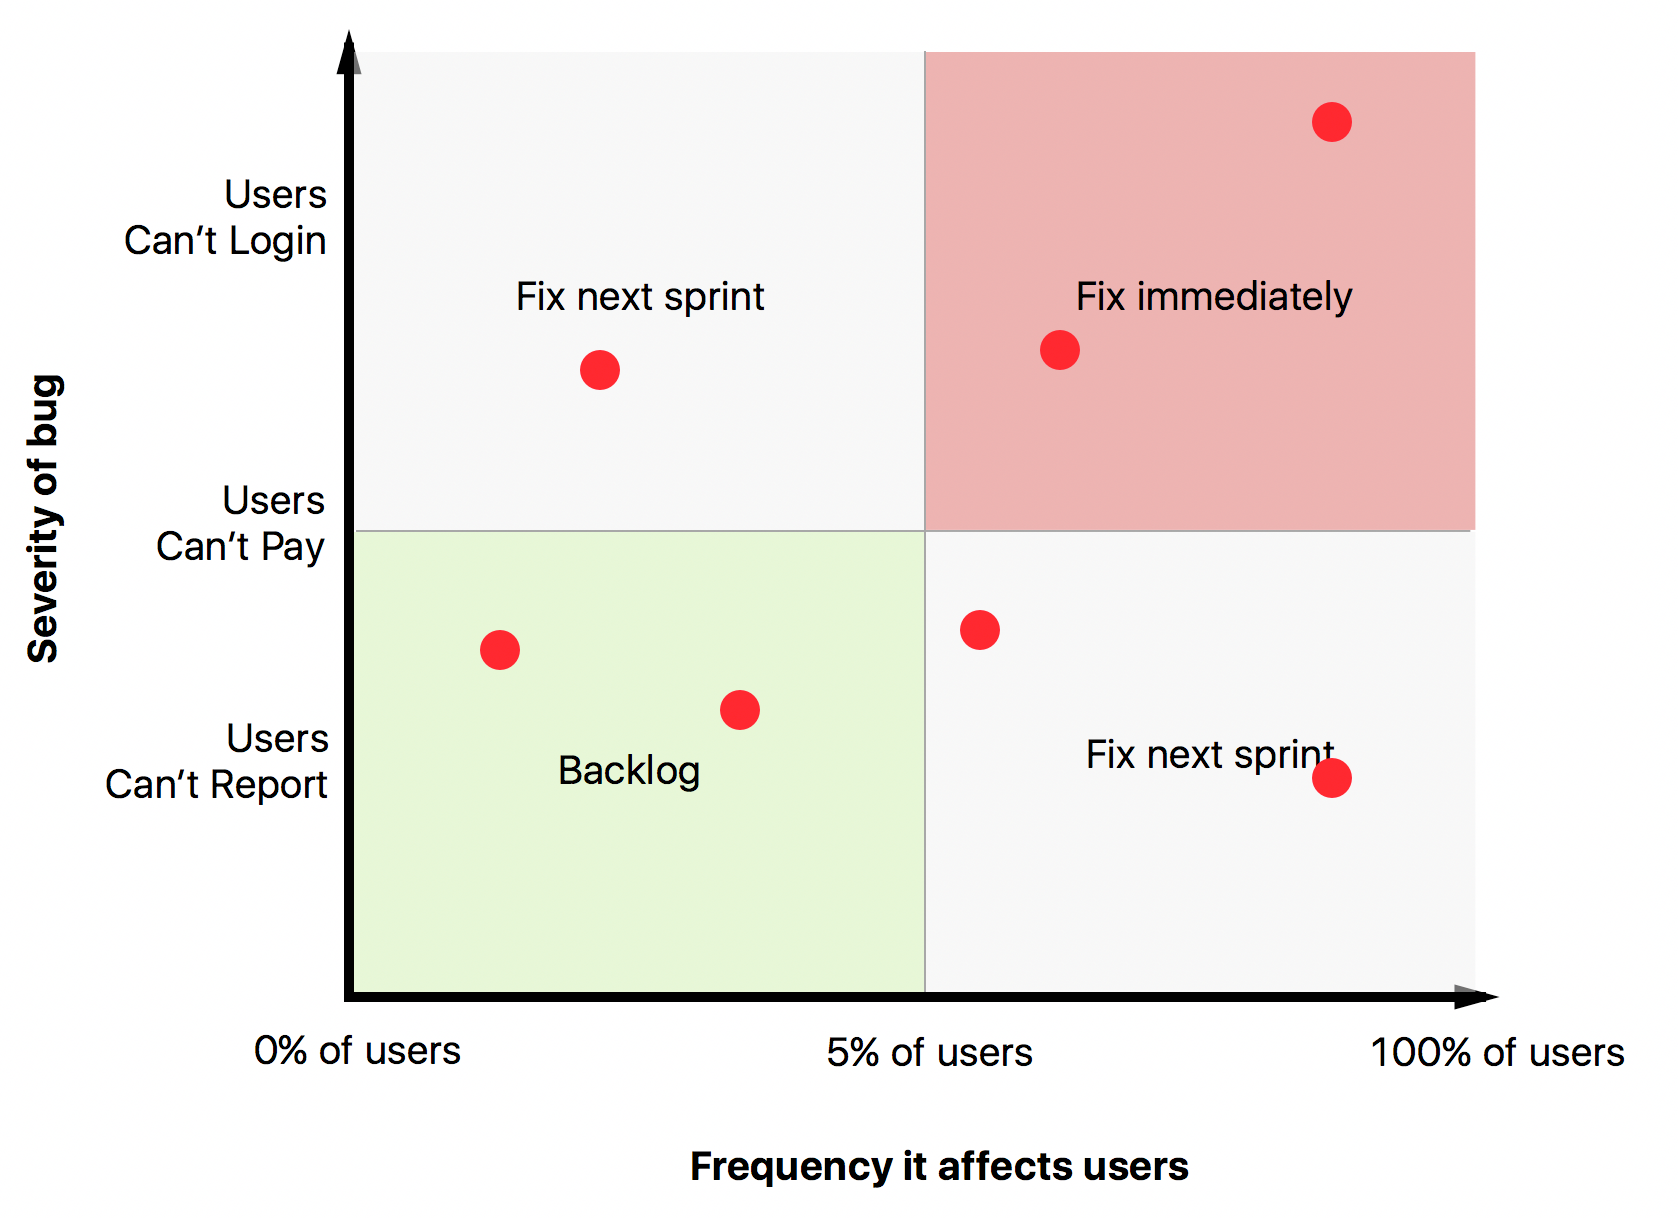 Users
Can’t Login
Fix next sprint
Fix immediately
Severity of bug
Users
Can’t Pay
Users
Can’t Report
Backlog
Fix next sprint
0% of users
5% of users
100% of users
Frequency it affects users